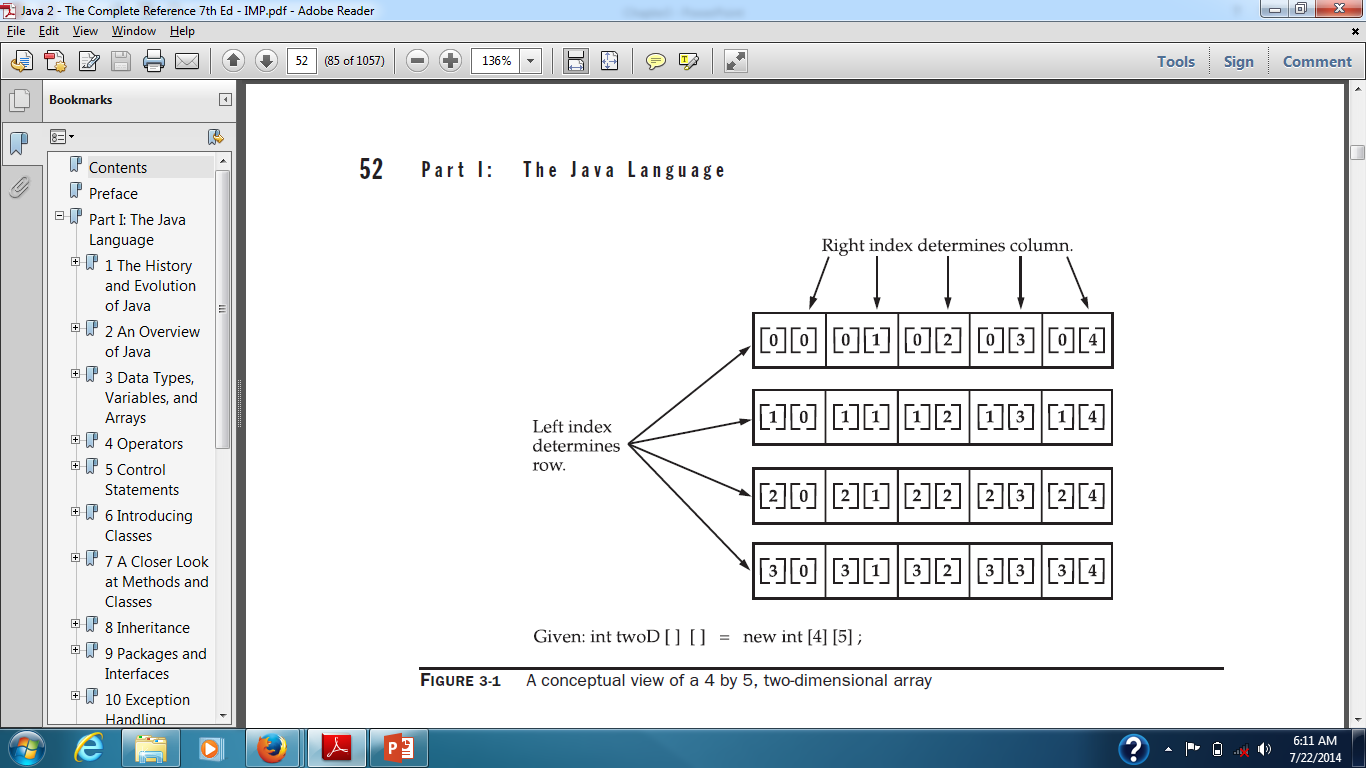 Java 2 - The Complete Reference 7th Ed - IMP.pdf - Adobe Reader
File Edit View Window Help
52 (85 of 1057) 136% Tools Sign Comment
Bookmarks
Contents
Preface
Part I: The Java
Language
1 The History
and Evolution
of Java
2 An Overview
of Java
3 Data Types,
Variables, and
Arrays
4 Operators
5 Control
Statements
6 Introducing
Classes
7 A Closer Look
at Methods and
Classes
8 Inheritance
9 Packages and
Interfaces
10 Exception
Handling
52 Part I: The Java Language
Right index determines column.
[0][0] [0][1] [0][2] [0][3] [0][4]
[1][0] [1][1] [1][2] [1][3] [1][4]
Left index
determines
row.
[2][0] [2][1] [2][2] [2][3] [2][4]
[3][0] [3][1] [3][2] [3][3] [3][4]
Given: int twoD [ ] [ ] = new int [4] [5] ;
FIGURE 3-1 A conceptual view of a 4 by 5, two-dimensional array
6:11 AM
7/22/2014